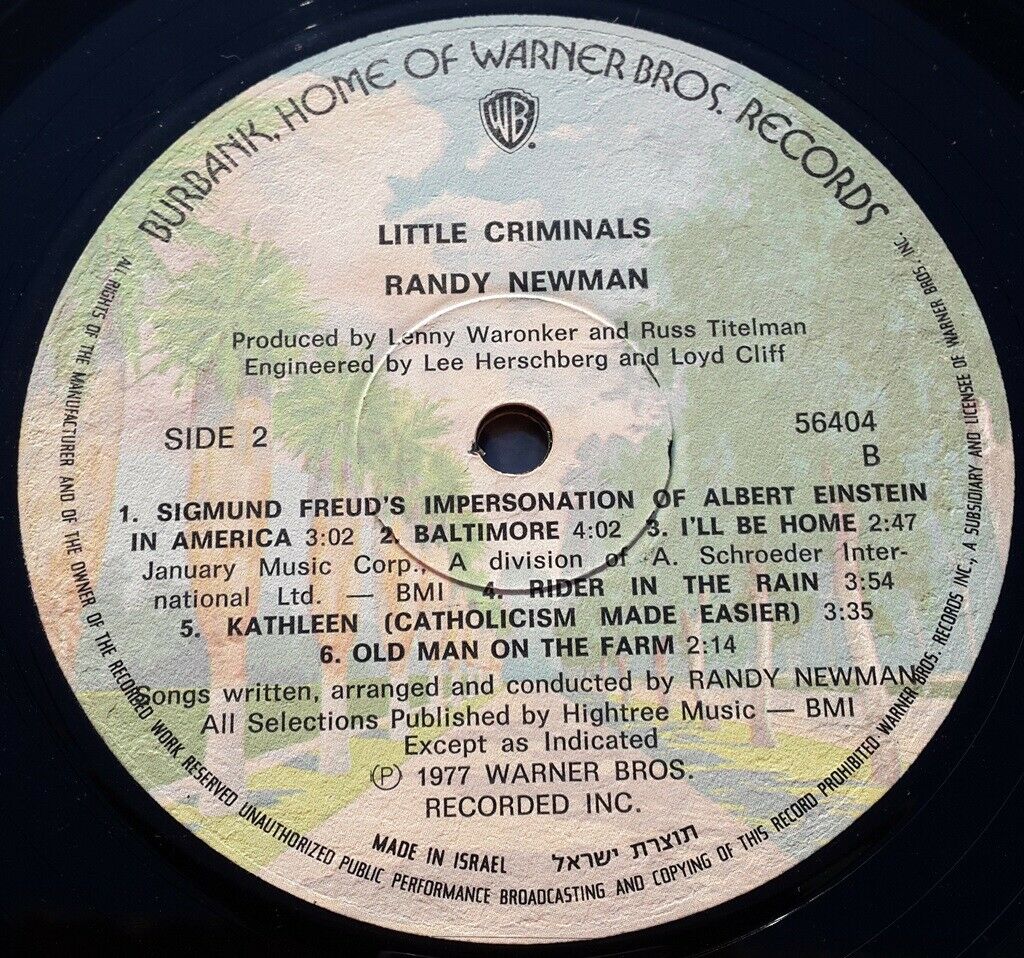 BURBANK, HOME OF WARNER BROS. RECORDS
WB
LITTLE CRIMINALS
RANDY NEWMAN
Produced by Lenny Waronker and Russ Titelman
Engineered by Lee Herschberg and Loyd Cliff
SIDE 2
56404
B
1. SIGMUND FREUD'S IMPERSONATION OF ALBERT EINSTEIN
IN AMERICA 3:02 2. BALTIMORE 4:02 3. I'LL BE HOME 2:47
January Music Corp., A division of A. Schroeder Inter-
national Ltd. — BMI 4. RIDER IN THE RAIN 3:54
5. KATHLEEN (CATHOLICISM MADE EASIER) 3:35
6. OLD MAN ON THE FARM 2:14
Songs written, arranged and conducted by RANDY NEWMAN
All Selections Published by Hightree Music — BMI
Except as Indicated
Ⓟ 1977 WARNER BROS.
RECORDED INC.
MADE IN ISRAEL תוצרת ישראל
ALL RIGHTS OF THE MANUFACTURER AND OF THE OWNER OF THE RECORDED WORK RESERVED UNAUTHORIZED PUBLIC PERFORMANCE BROADCASTING AND COPYING OF THIS RECORD PROHIBITED·WARNER BROS. RECORDS INC., A SUBSIDIARY AND LICENSEE OF WARNER BROS., INC.